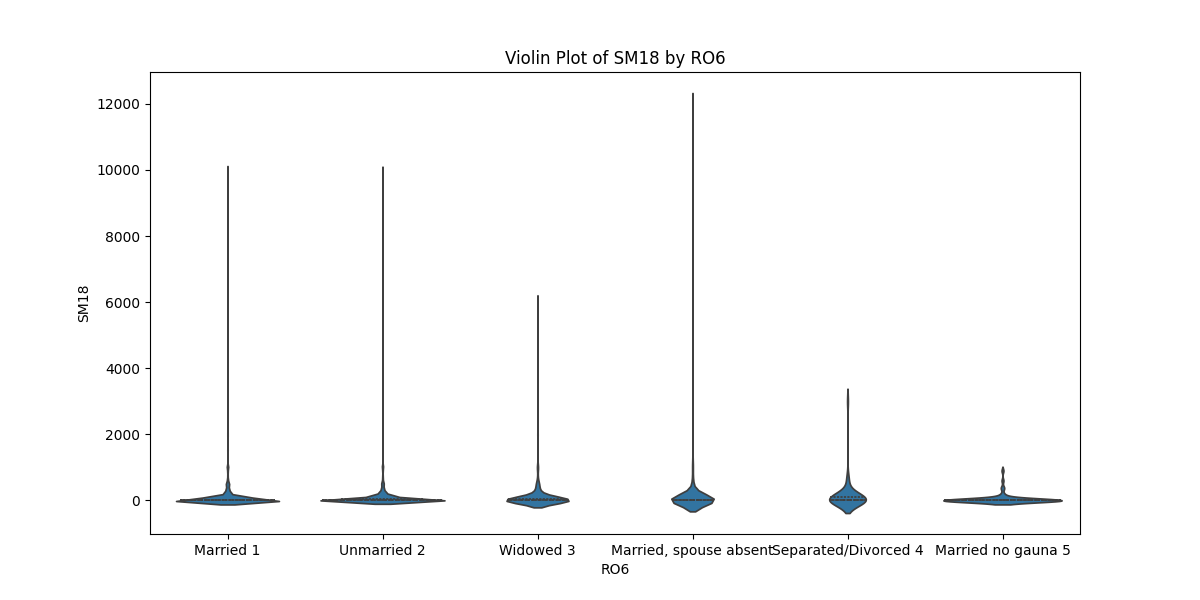 Violin Plot of SM18 by RO6
12000
10000
8000
6000
4000
2000
0
SM18
Married 1
Unmarried 2
Widowed 3
Married, spouse absent
Separated/Divorced 4
Married no gauna 5
RO6